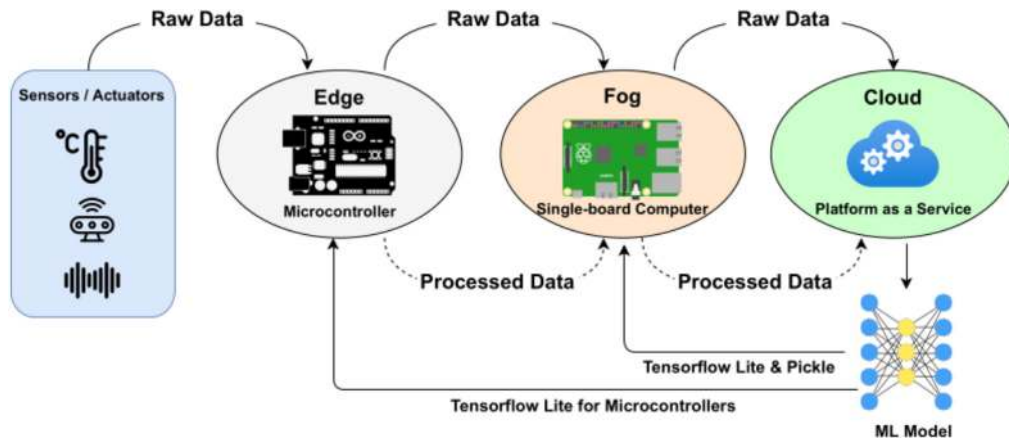 Raw Data
Raw Data
Raw Data
Sensors / Actuators
°C
Edge
Microcontroller
Fog
Single-board Computer
Cloud
Platform as a Service
Processed Data
Processed Data
Tensorflow Lite & Pickle
Tensorflow Lite for Microcontrollers
ML Model